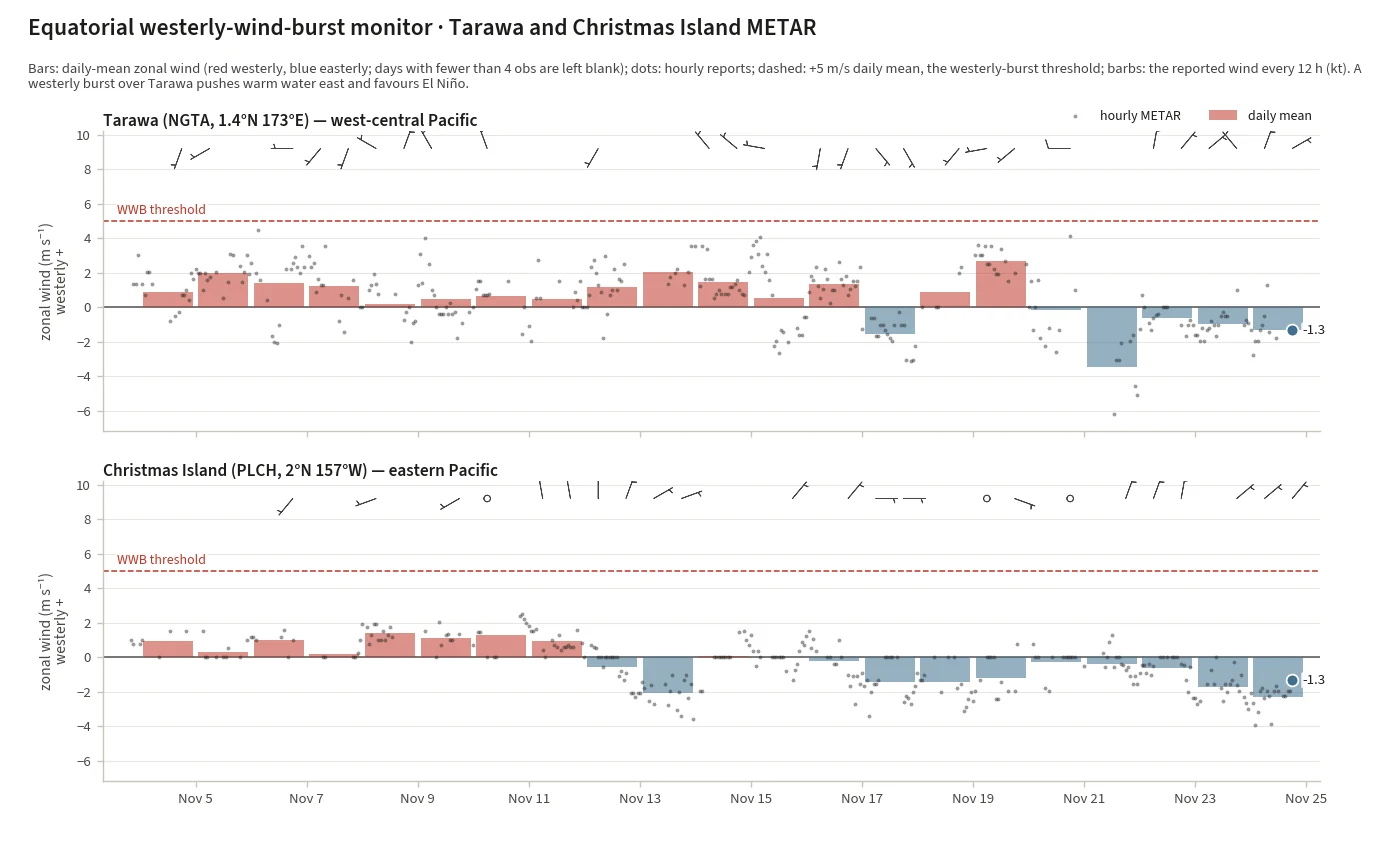 Equatorial westerly-wind-burst monitor · Tarawa and Christmas Island METAR
Bars: daily-mean zonal wind (red westerly, blue easterly; days with fewer than 4 obs are left blank); dots: hourly reports; dashed: +5 m/s daily mean, the westerly-burst threshold; barbs: the reported wind every 12 h (kt). A
westerly burst over Tarawa pushes warm water east and favours El Niño.
Tarawa (NGTA, 1.4°N 173°E) — west-central Pacific
hourly METAR
daily mean
10
8
6
4
2
0
−2
−4
−6
zonal wind (m s⁻¹)
westerly +
WWB threshold
-1.3
Christmas Island (PLCH, 2°N 157°W) — eastern Pacific
10
8
6
4
2
0
−2
−4
−6
zonal wind (m s⁻¹)
westerly +
WWB threshold
-1.3
Nov 5
Nov 7
Nov 9
Nov 11
Nov 13
Nov 15
Nov 17
Nov 19
Nov 21
Nov 23
Nov 25